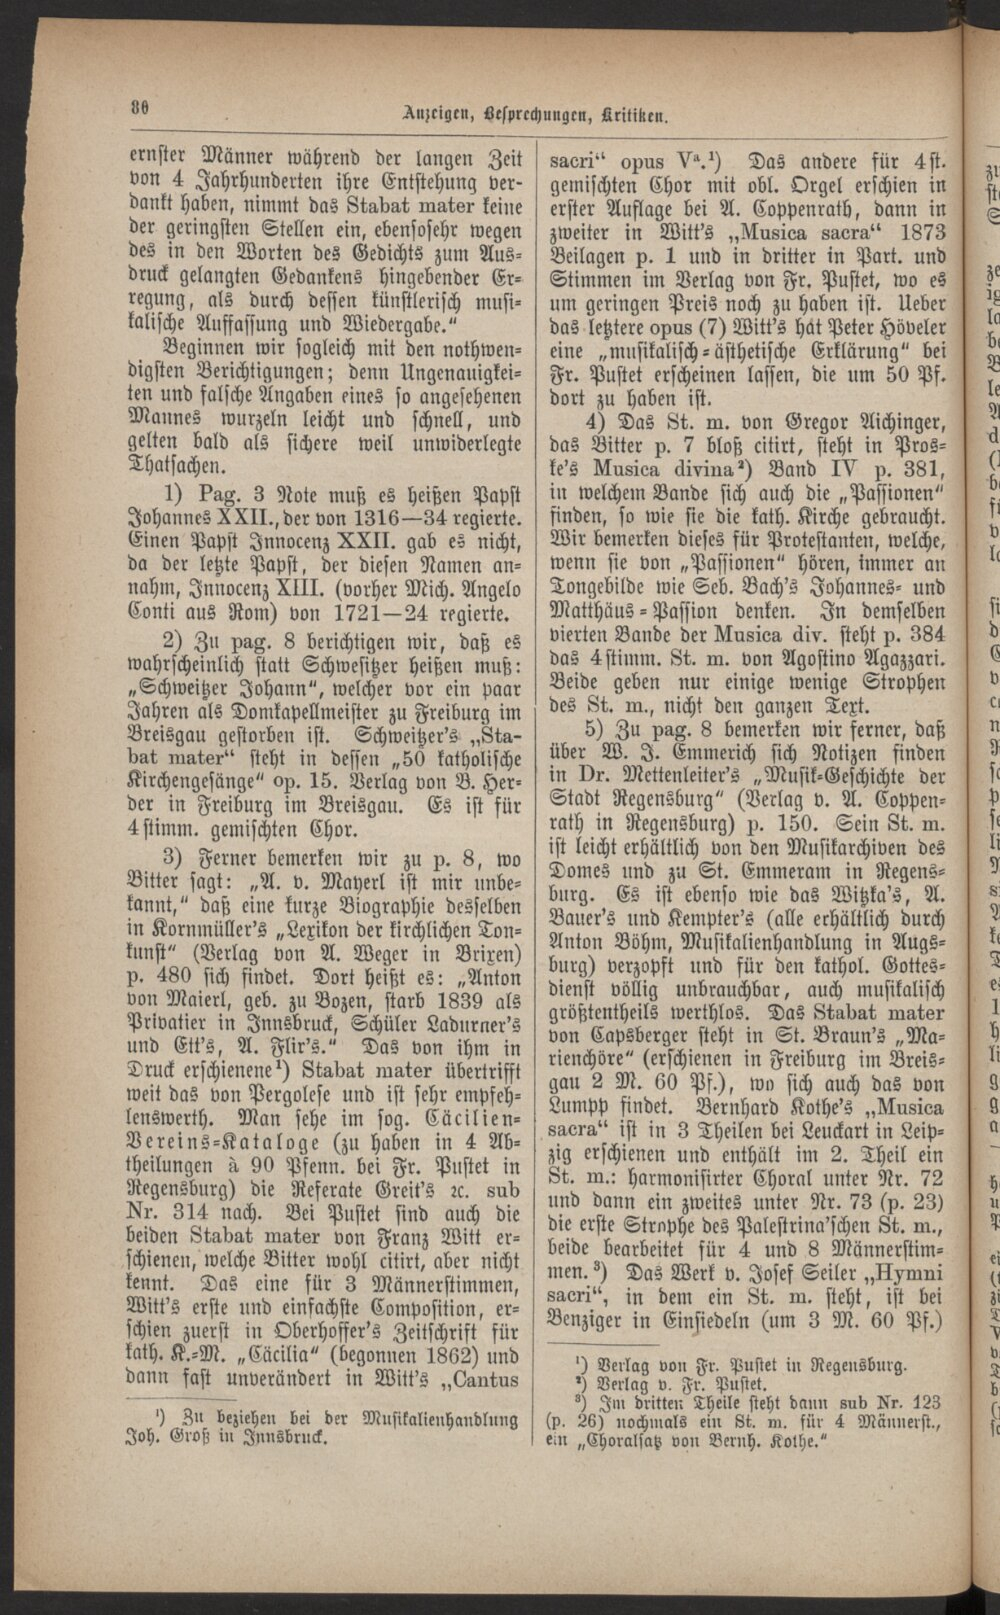 80
Anzeigen, Besprechungen, Kritiken.
ernster Männer während der langen Zeit
von 4 Jahrhunderten ihre Entstehung ver-
dankt haben, nimmt das Stabat mater keine
der geringsten Stellen ein, ebensosehr wegen
des in den Worten des Gedichts zum Aus-
druck gelangten Gedankens hingebender Er-
regung, als durch dessen künstlerisch musi-
kalische Auffassung und Wiedergabe.“
Beginnen wir sogleich mit den nothwen-
digsten Berichtigungen; denn Ungenauigkei-
ten und falsche Angaben eines so angesehenen
Mannes wurzeln leicht und schnell, und
gelten bald als sichere weil unwiderlegte
Thatsachen.
1) Pag. 3 Note muß es heißen Papst
Johannes XXII., der von 1316—34 regierte.
Einen Papst Innocenz XXII. gab es nicht,
da der letzte Papst, der diesen Namen an-
nahm, Innocenz XIII. (vorher Mich. Angelo
Conti aus Rom) von 1721—24 regierte.
2) Zu pag. 8 berichtigen wir, daß es
wahrscheinlich statt Schwesitzer heißen muß:
„Schweitzer Johann“, welcher vor ein paar
Jahren als Domkapellmeister zu Freiburg im
Breisgau gestorben ist. Schweitzer's „Sta-
bat mater“ steht in dessen „50 katholische
Kirchengesänge“ op. 15. Verlag von B. Her-
der in Freiburg im Breisgau. Es ist für
4stimm. gemischten Chor.
3) Ferner bemerken wir zu p. 8, wo
Bitter sagt: „A. v. Mayerl ist mir unbe-
kannt,“ daß eine kurze Biographie desselben
in Kornmüller's „Lexikon der kirchlichen Ton-
kunst“ (Verlag von A. Weger in Brixen)
p. 480 sich findet. Dort heißt es: „Anton
von Maierl, geb. zu Bozen, starb 1839 als
Privatier in Innsbruck, Schüler Ladurner's
und Ett's, A. Flir's.“ Das von ihm in
Druck erschienene¹) Stabat mater übertrifft
weit das von Pergolese und ist sehr empfeh-
lenswerth. Man sehe im sog. Cäcilien-
Vereins-Kataloge (zu haben in 4 Ab-
theilungen à 90 Pfenn. bei Fr. Pustet in
Regensburg) die Referate Greit's ꝛc. sub
Nr. 314 nach. Bei Pustet sind auch die
beiden Stabat mater von Franz Witt er-
schienen, welche Bitter wohl citirt, aber nicht
kennt. Das eine für 3 Männerstimmen,
Witt's erste und einfachste Composition, er-
schien zuerst in Oberhoffer's Zeitschrift für
kath. K.-M. „Cäcilia“ (begonnen 1862) und
dann fast unverändert in Witt's „Cantus
¹) Zu beziehen bei der Musikalienhandlung
Joh. Groß in Innsbruck.
sacri“ opus Vᵃ.¹) Das andere für 4st.
gemischten Chor mit obl. Orgel erschien in
erster Auflage bei A. Coppenrath, dann in
zweiter in Witt's „Musica sacra“ 1873
Beilagen p. 1 und in dritter in Part. und
Stimmen im Verlag von Fr. Pustet, wo es
um geringen Preis noch zu haben ist. Ueber
das letztere opus (7) Witt's hat Peter Höveler
eine „musikalisch-ästhetische Erklärung“ bei
Fr. Pustet erscheinen lassen, die um 50 Pf.
dort zu haben ist.
4) Das St. m. von Gregor Aichinger,
das Bitter p. 7 bloß citirt, steht in Pros-
ke's Musica divina²) Band IV p. 381,
in welchem Bande sich auch die „Passionen“
finden, so wie sie die kath. Kirche gebraucht.
Wir bemerken dieses für Protestanten, welche,
wenn sie von „Passionen“ hören, immer an
Tongebilde wie Seb. Bach's Johannes- und
Matthäus-Passion denken. In demselben
vierten Bande der Musica div. steht p. 384
das 4stimm. St. m. von Agostino Agazzari.
Beide geben nur einige wenige Strophen
des St. m., nicht den ganzen Text.
5) Zu pag. 8 bemerken wir ferner, daß
über W. J. Emmerich sich Notizen finden
in Dr. Mettenleiter's „Musik-Geschichte der
Stadt Regensburg“ (Verlag v. A. Coppen-
rath in Regensburg) p. 150. Sein St. m.
ist leicht erhältlich von den Musikarchiven des
Domes und zu St. Emmeram in Regens-
burg. Es ist ebenso wie das Witzka's, A.
Bauer's und Kempter's (alle erhältlich durch
Anton Böhm, Musikalienhandlung in Augs-
burg) verzopft und für den kathol. Gottes-
dienst völlig unbrauchbar, auch musikalisch
größtentheils werthlos. Das Stabat mater
von Capsberger steht in St. Braun's „Ma-
rienchöre“ (erschienen in Freiburg im Breis-
gau 2 M. 60 Pf.), wo sich auch das von
Lumpp findet. Bernhard Kothe's „Musica
sacra“ ist in 3 Theilen bei Leuckart in Leip-
zig erschienen und enthält im 2. Theil ein
St. m.: harmonisirter Choral unter Nr. 72
und dann ein zweites unter Nr. 73 (p. 23)
die erste Strophe des Palestrina'schen St. m.,
beide bearbeitet für 4 und 8 Männerstim-
men.³) Das Werk v. Josef Seiler „Hymni
sacri“, in dem ein St. m. steht, ist bei
Benziger in Einsiedeln (um 3 M. 60 Pf.)
¹) Verlag von Fr. Pustet in Regensburg.
²) Verlag v. Fr. Pustet.
³) Im dritten Theile steht dann sub Nr. 123
(p. 26) nochmals ein St. m. für 4 Männerst.,
ein „Choralsatz von Bernh. Kothe.“